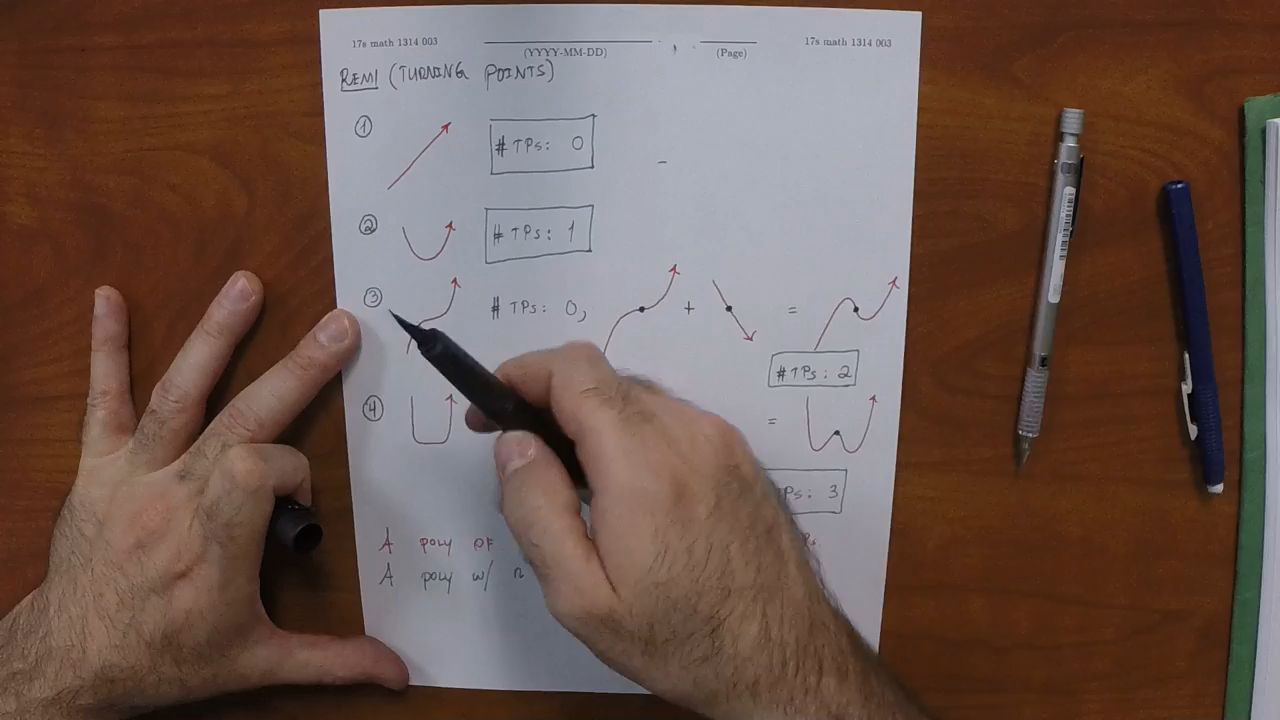 17s math 1314 003 (YYYY-MM-DD) , (Page) 17s math 1314 003
REM! (TURNING POINTS)
① # TPs: 0
② # TPs: 1
③ # TPs: 0, + =
# TPs: 2
④ =
TPs: 3
A poly OF
A poly w/ n